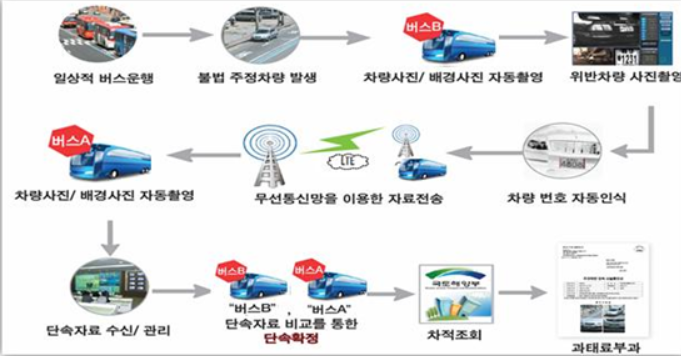 버스B
일상적 버스운행
불법 주정차량 발생
차량사진/ 배경사진 자동촬영
위반차량 사진촬영
버스A
LTE
차량사진/ 배경사진 자동촬영
무선통신망을 이용한 자료전송
차량 번호 자동인식
버스B
버스A
국토해양부
단속자료 수신/ 관리
"버스B" , "버스A"
단속자료 비교를 통한
단속확정
차적조회
과태료부과